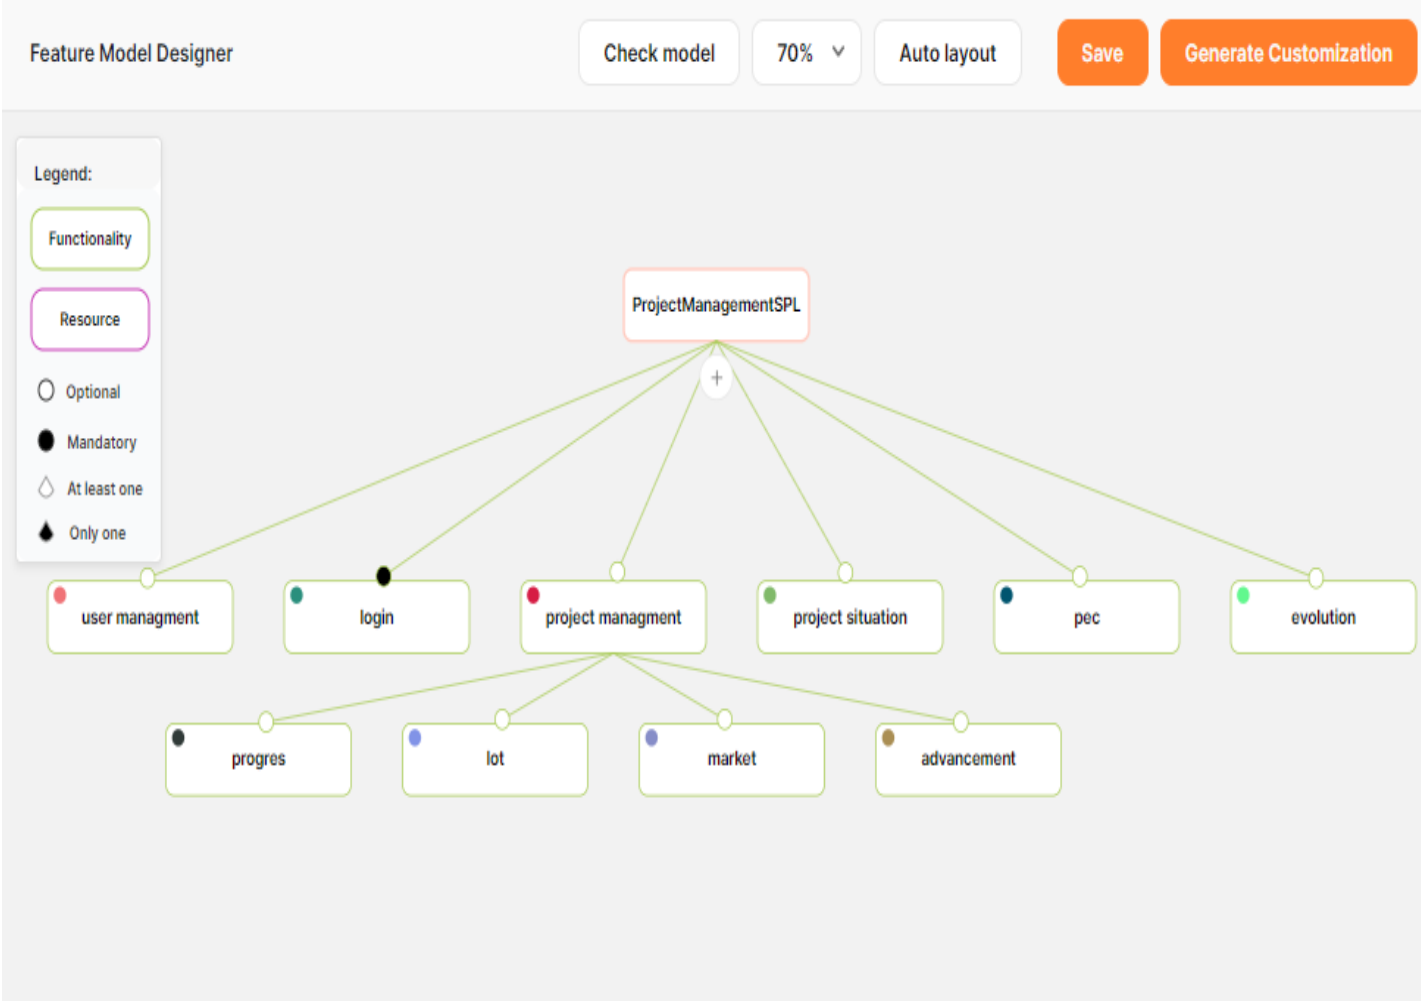 Feature Model Designer
Check model
70%
Auto layout
Save
Generate Customization
Legend:
Functionality
Resource
Optional
Mandatory
At least one
Only one
ProjectManagementSPL
+
user managment
login
project managment
project situation
pec
evolution
progres
lot
market
advancement